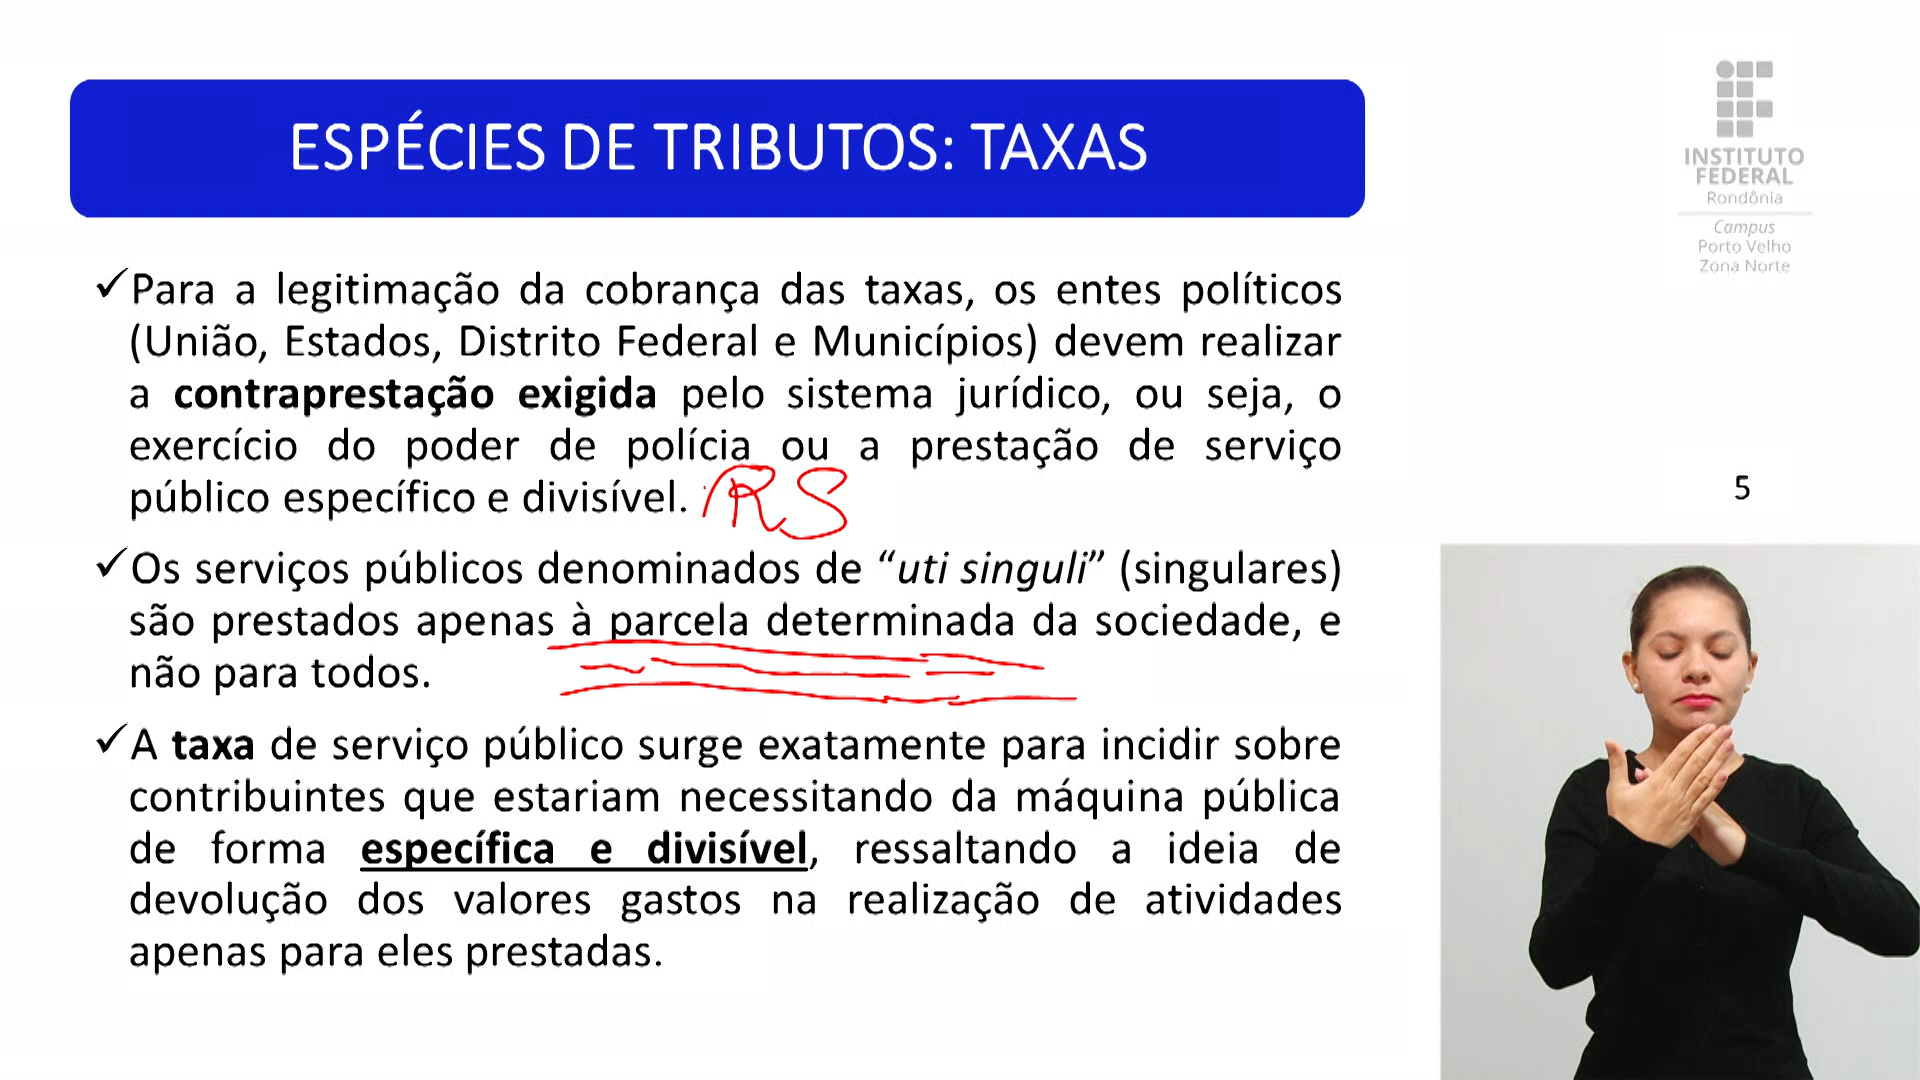 ESPÉCIES DE TRIBUTOS: TAXAS
INSTITUTO
FEDERAL
Rondônia
Campus
Porto Velho
Zona Norte
✓Para a legitimação da cobrança das taxas, os entes políticos
(União, Estados, Distrito Federal e Municípios) devem realizar
a contraprestação exigida pelo sistema jurídico, ou seja, o
exercício do poder de polícia ou a prestação de serviço
público específico e divisível. RS
✓Os serviços públicos denominados de “uti singuli” (singulares)
são prestados apenas à parcela determinada da sociedade, e
não para todos.
✓A taxa de serviço público surge exatamente para incidir sobre
contribuintes que estariam necessitando da máquina pública
de forma específica e divisível, ressaltando a ideia de
devolução dos valores gastos na realização de atividades
apenas para eles prestadas.
5